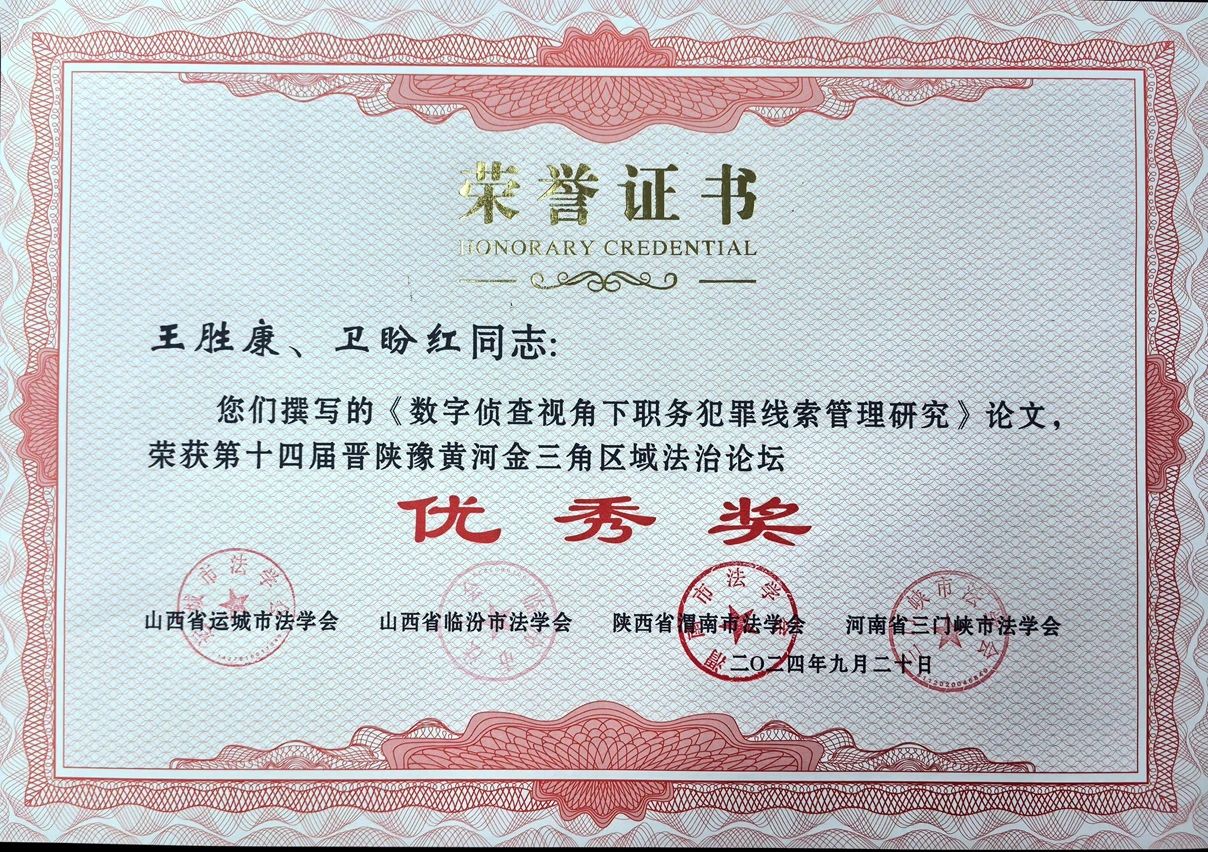 荣誉证书
HONORARY CREDENTIAL
王胜康、卫盼红同志:
您们撰写的《数字侦查视角下职务犯罪线索管理研究》论文，
荣获第十四届晋陕豫黄河金三角区域法治论坛
优秀奖
山西省运城市法学会 山西省临汾市法学会 陕西省渭南市法学会 河南省三门峡市法学会
二〇二四年九月二十日